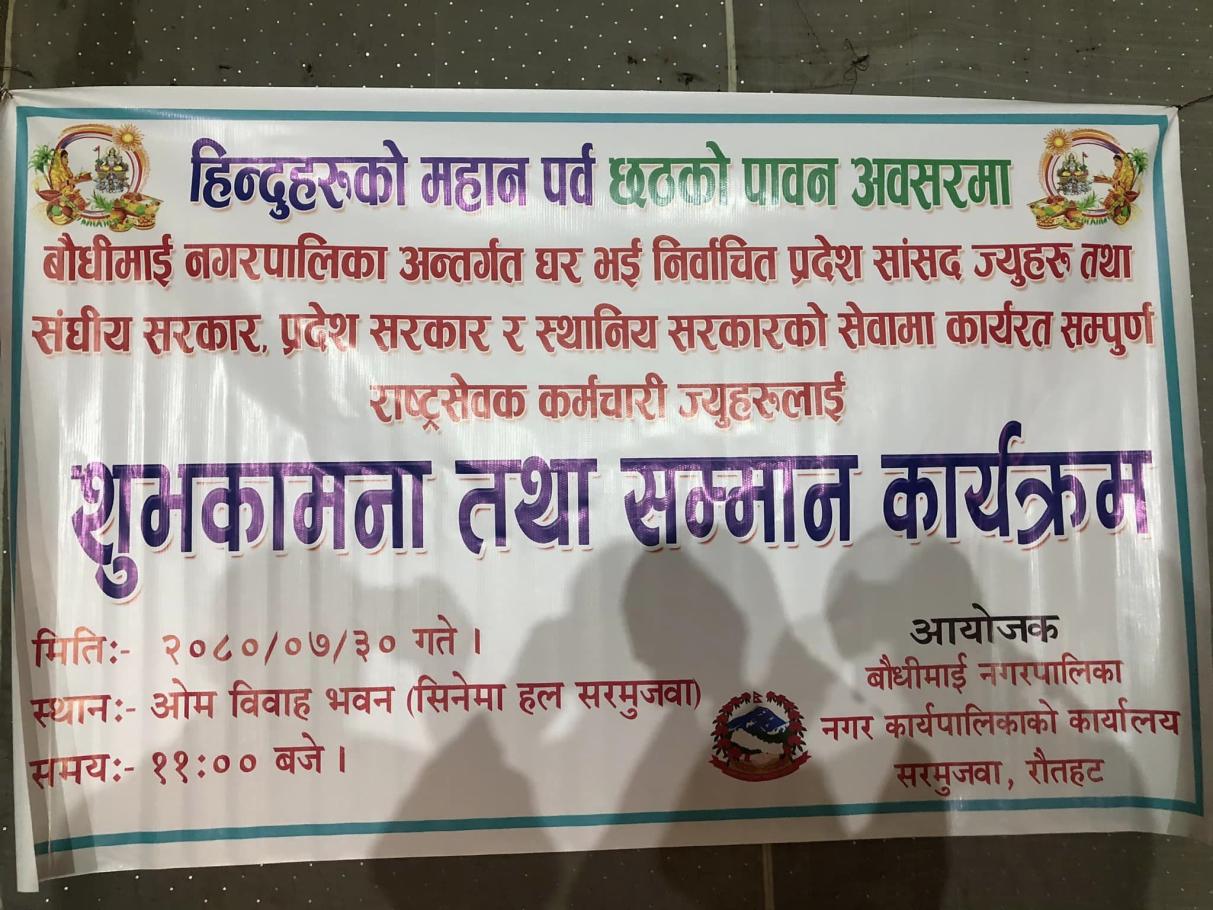 हिन्दुहरुको महान पर्व छठको पावन अवसरमा
बौधीमाई नगरपालिका अन्तर्गत घर भई निर्वाचित प्रदेश सांसद ज्युहरु तथा
संघीय सरकार, प्रदेश सरकार र स्थानिय सरकारको सेवामा कार्यरत सम्पुर्ण
राष्ट्रसेवक कर्मचारी ज्युहरुलाई
शुभकामना तथा सम्मान कार्यक्रम
मितिः- २०८०/०७/३० गते ।
स्थानः- ओम विवाह भवन (सिनेमा हल सरमुजवा)
समयः- ११:०० बजे ।
आयोजक
बौधीमाई नगरपालिका
नगर कार्यपालिकाको कार्यालय
सरमुजवा, रौतहट